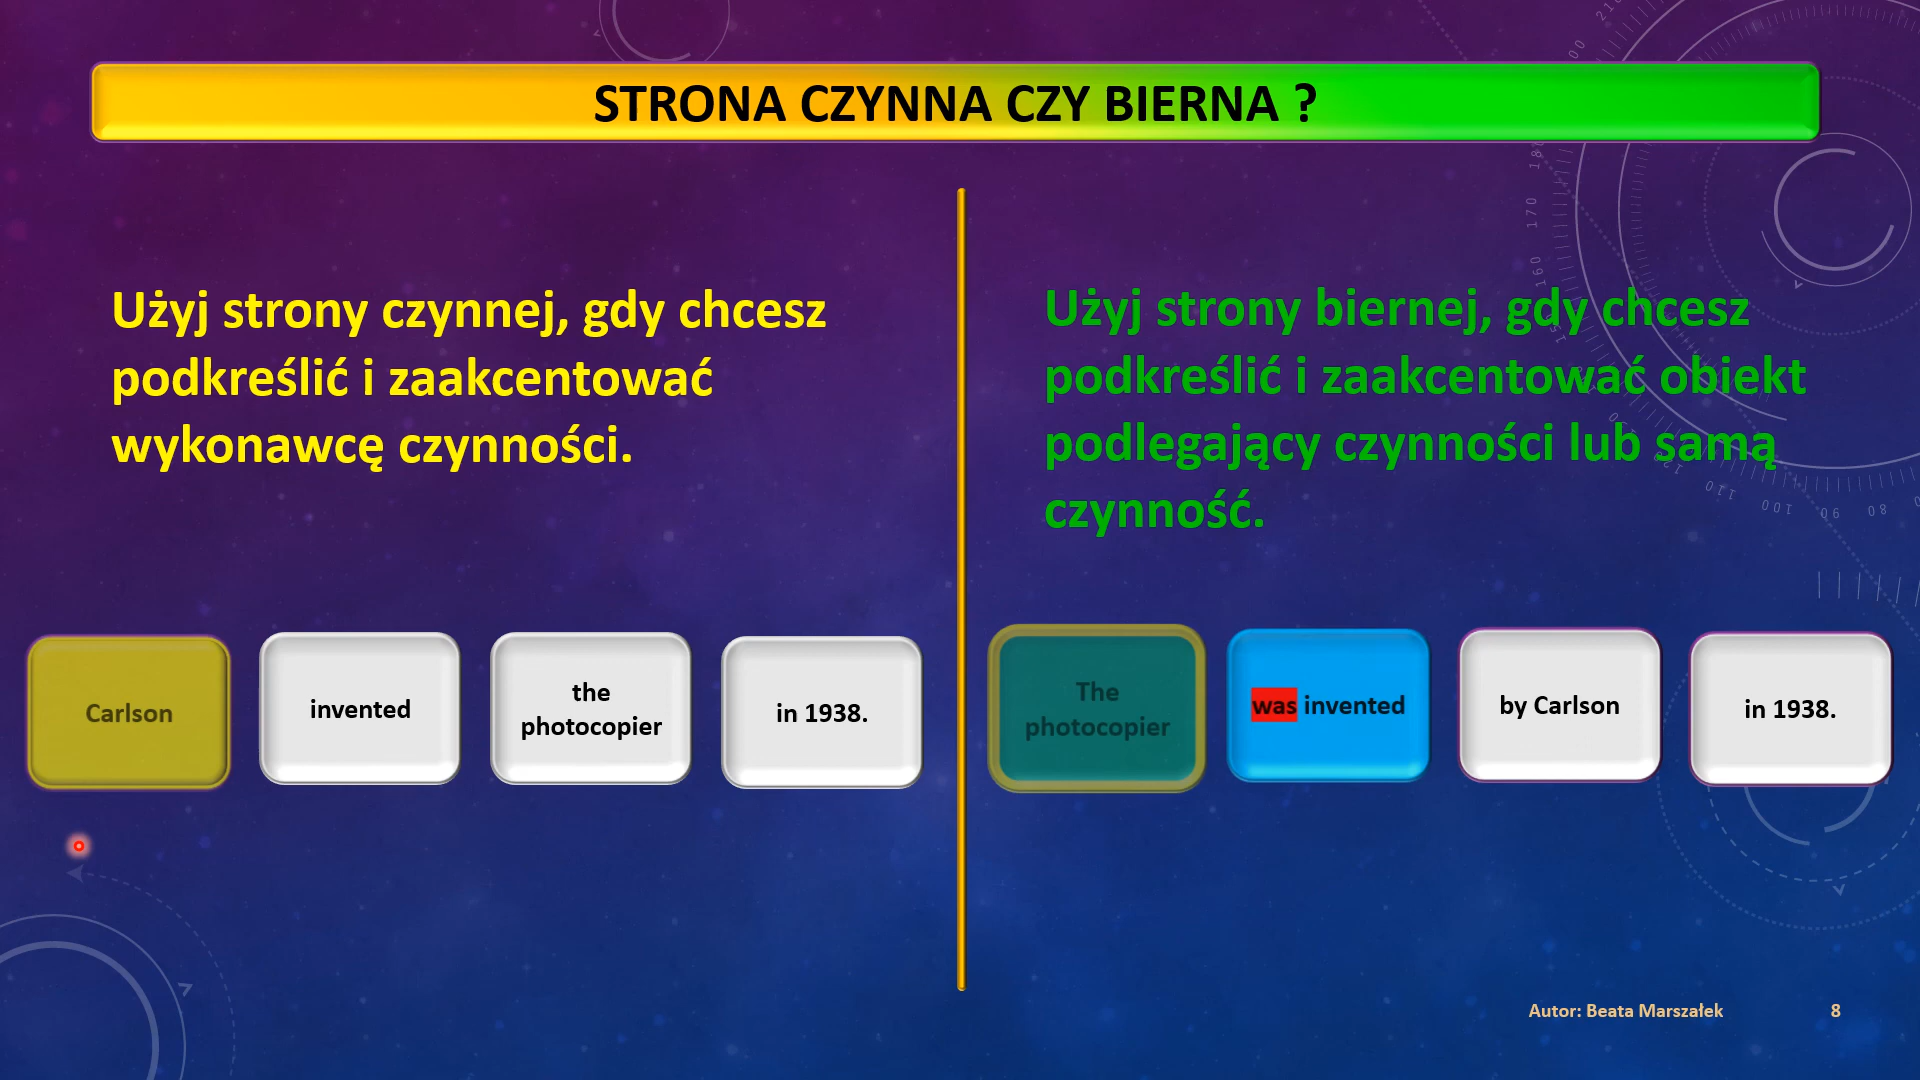 STRONA CZYNNA CZY BIERNA ?
Użyj strony czynnej, gdy chcesz
podkreślić i zaakcentować
wykonawcę czynności.
Użyj strony biernej, gdy chcesz
podkreślić i zaakcentować obiekt
podlegający czynności lub samą
czynność.
Carlson
invented
the
photocopier
in 1938.
The
photocopier
was invented
by Carlson
in 1938.
Autor: Beata Marszałek
8